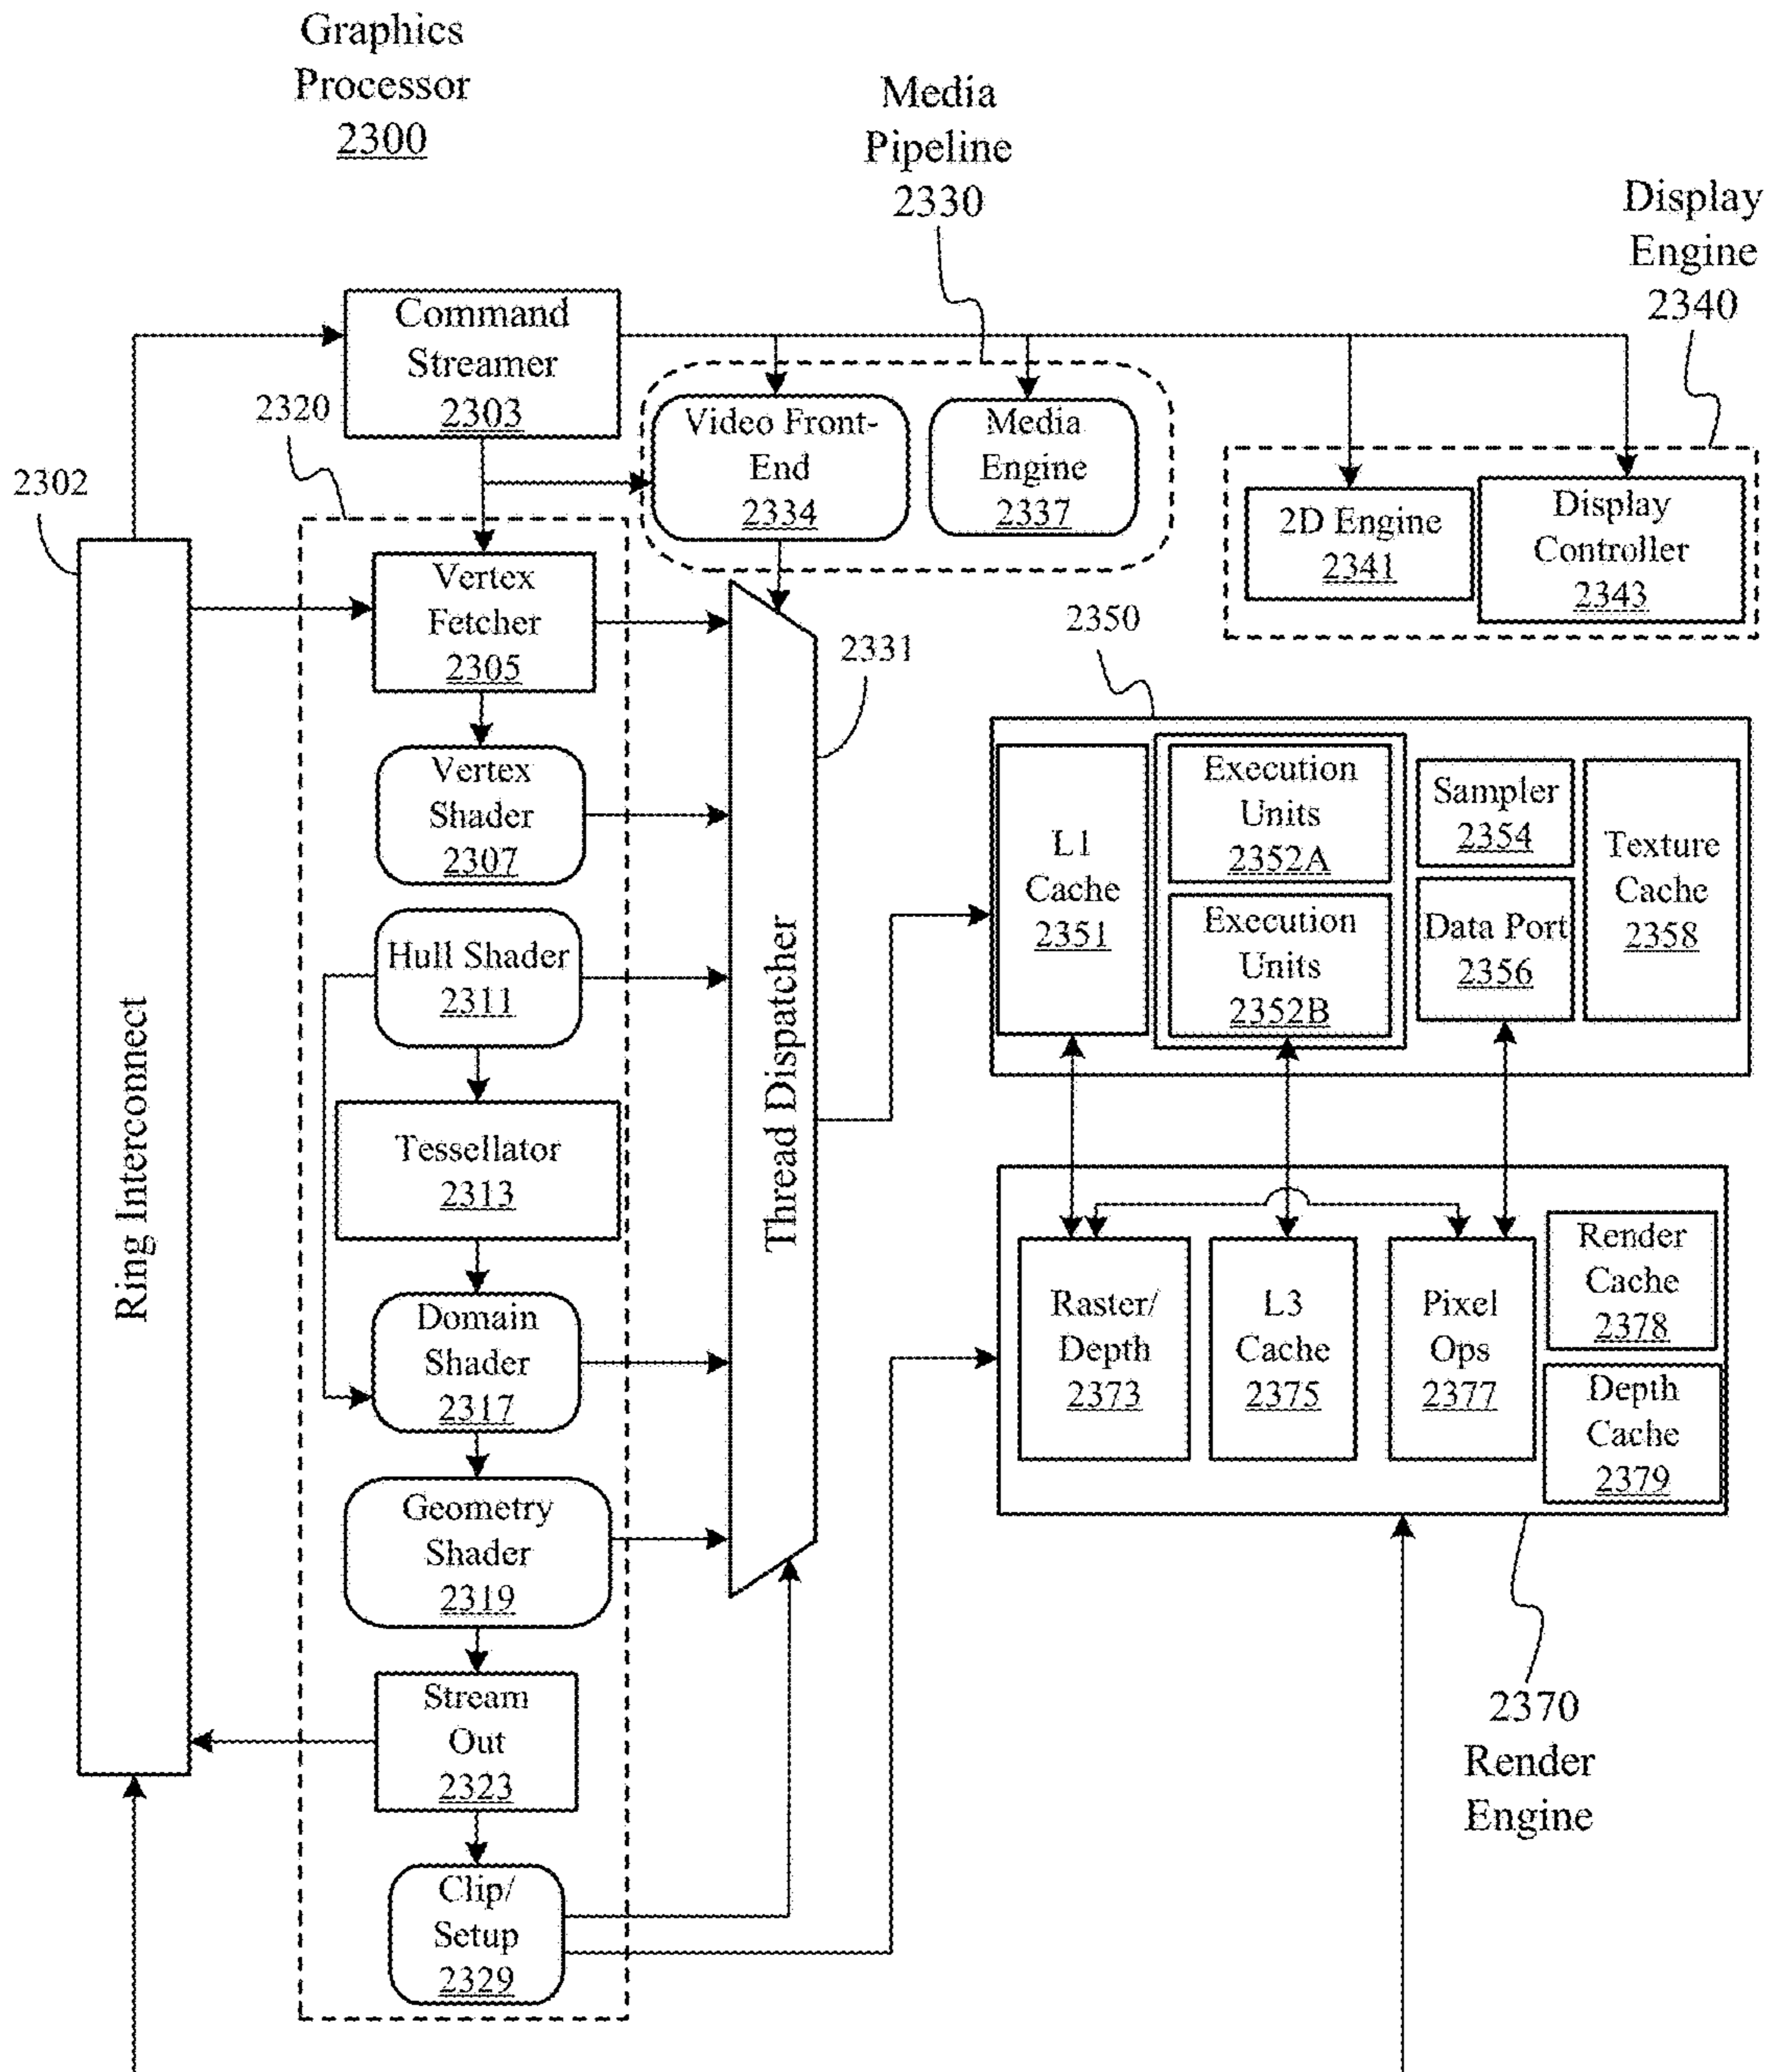 Graphics
Processor
2300
Media
Pipeline
2330
Display
Engine
2340
Command
Streamer
2303
2320
2302
Video Front-
End
2334
Media
Engine
2337
2D Engine
2341
Display
Controller
2343
Ring Interconnect
Vertex
Fetcher
2305
Vertex
Shader
2307
Hull Shader
2311
Tessellator
2313
Domain
Shader
2317
Geometry
Shader
2319
Stream
Out
2323
Clip/
Setup
2329
Thread Dispatcher
2331
2350
L1
Cache
2351
Execution
Units
2352A
Execution
Units
2352B
Sampler
2354
Data Port
2356
Texture
Cache
2358
Raster/
Depth
2373
L3
Cache
2375
Pixel
Ops
2377
Render
Cache
2378
Depth
Cache
2379
2370
Render
Engine